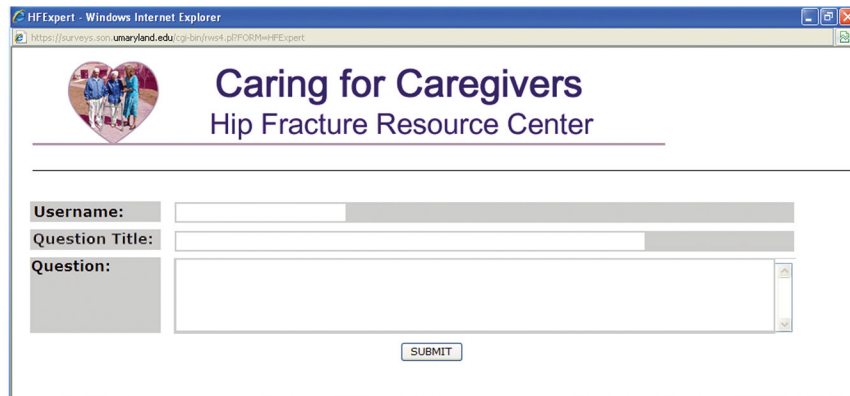 HFExpert - Windows Internet Explorer
https://surveys.son.umaryland.edu/cgi-bin/rws4.pl?FORM=HFExpert
Caring for Caregivers
Hip Fracture Resource Center
Username:
Question Title:
Question:
SUBMIT